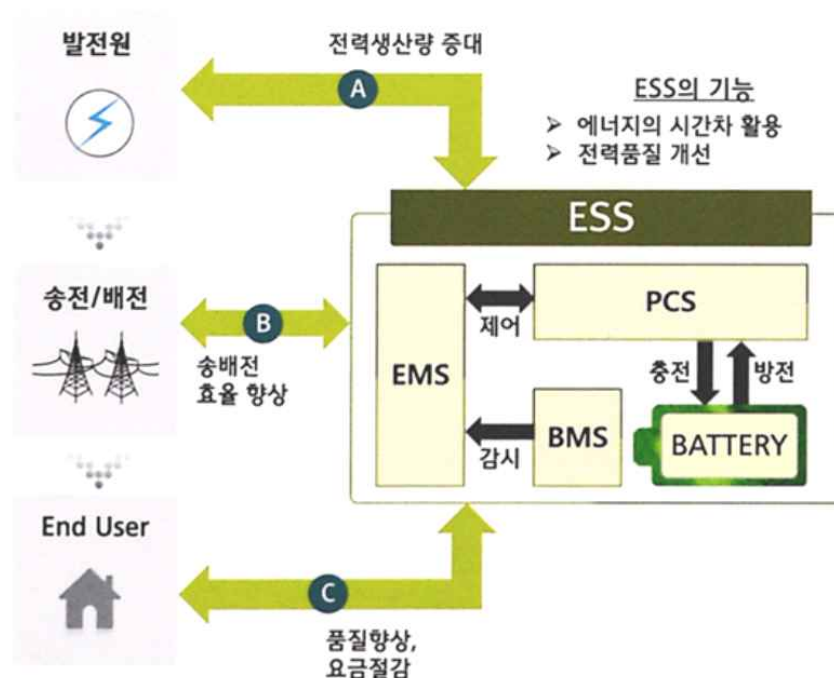 발전원
전력생산량 증대
A
ESS의 기능
➢ 에너지의 시간차 활용
➢ 전력품질 개선
ESS
송전/배전
B
송배전
효율 향상
EMS
제어
PCS
충전
방전
감시
BMS
BATTERY
End User
C
품질향상,
요금절감